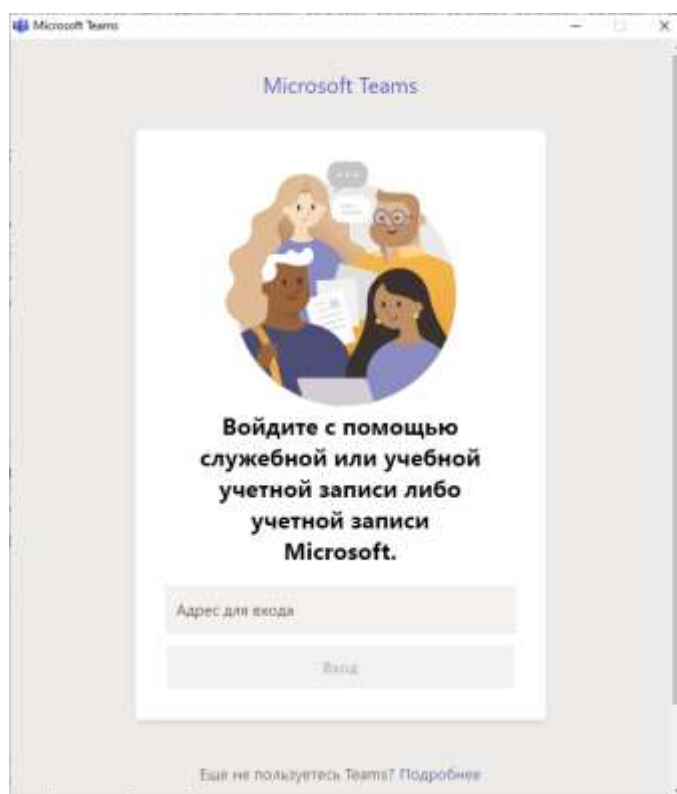 Microsoft Teams
Microsoft Teams
Войдите с помощью
служебной или учебной
учетной записи либо
учетной записи
Microsoft.
Адрес для входа
Вход
Еще не пользуетесь Teams? Подробнее